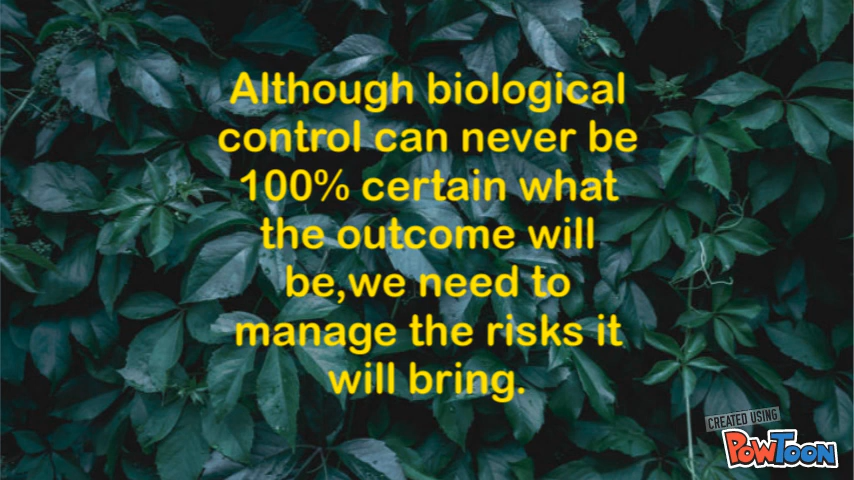 Although biological
control can never be
100% certain what
the outcome will
be,we need to
manage the risks it
will bring.
CREATED USING
POWTOON